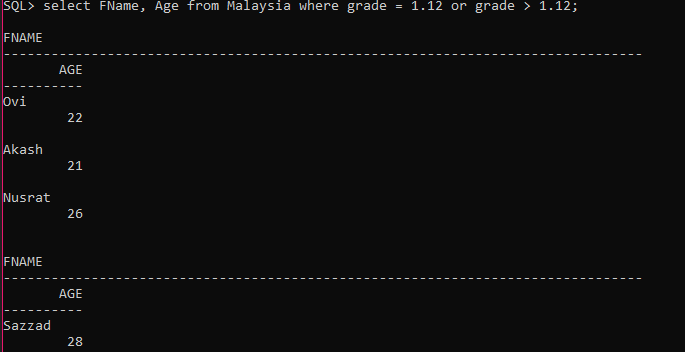 SQL> select FName, Age from Malaysia where grade = 1.12 or grade > 1.12;
FNAME
--------------------------------------------------------------------------------
       AGE
----------
Ovi
        22
Akash
        21
Nusrat
        26
FNAME
--------------------------------------------------------------------------------
       AGE
----------
Sazzad
        28